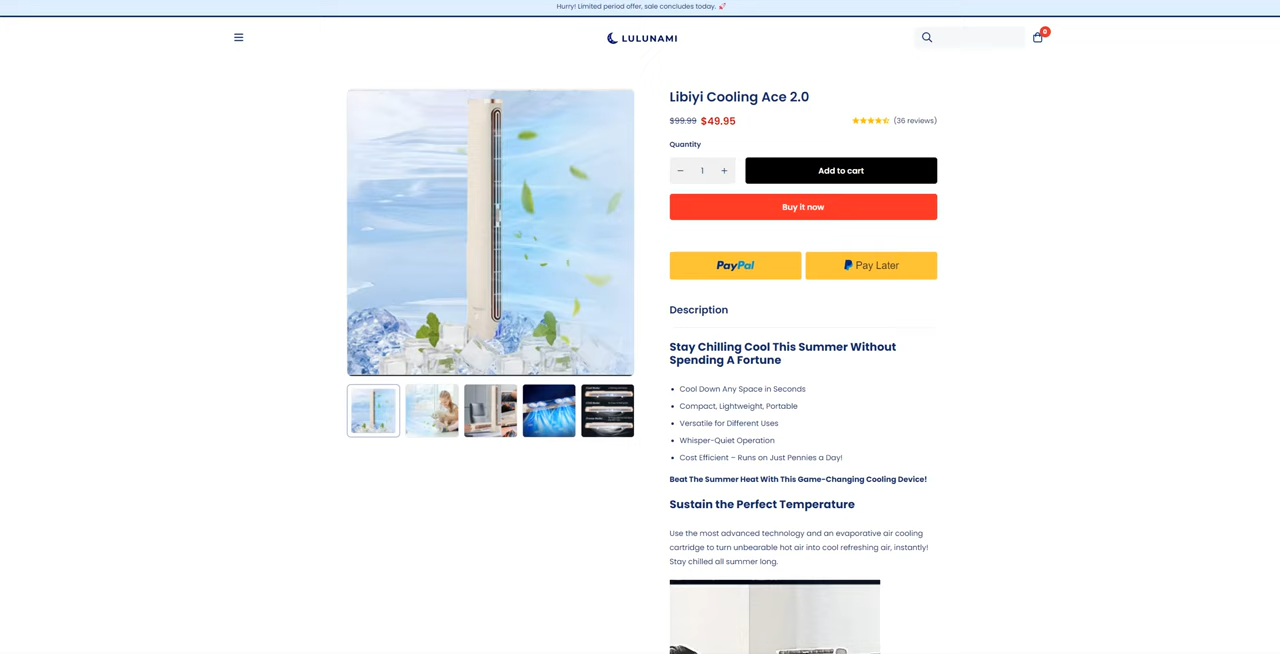 Hurry! Limited period offer, sale concludes today. 🚀
LULUNAMI
0
Libiyi Cooling Ace 2.0
$99.99 $49.95
(36 reviews)
Quantity
− 1 +
Add to cart
Buy it now
PayPal
Pay Later
Description
Stay Chilling Cool This Summer Without
Spending A Fortune
• Cool Down Any Space in Seconds
• Compact, Lightweight, Portable
• Versatile for Different Uses
• Whisper-Quiet Operation
• Cost Efficient – Runs on Just Pennies a Day!
Beat The Summer Heat With This Game-Changing Cooling Device!
Sustain the Perfect Temperature
Use the most advanced technology and an evaporative air cooling
cartridge to turn unbearable hot air into cool refreshing air, instantly!
Stay chilled all summer long.